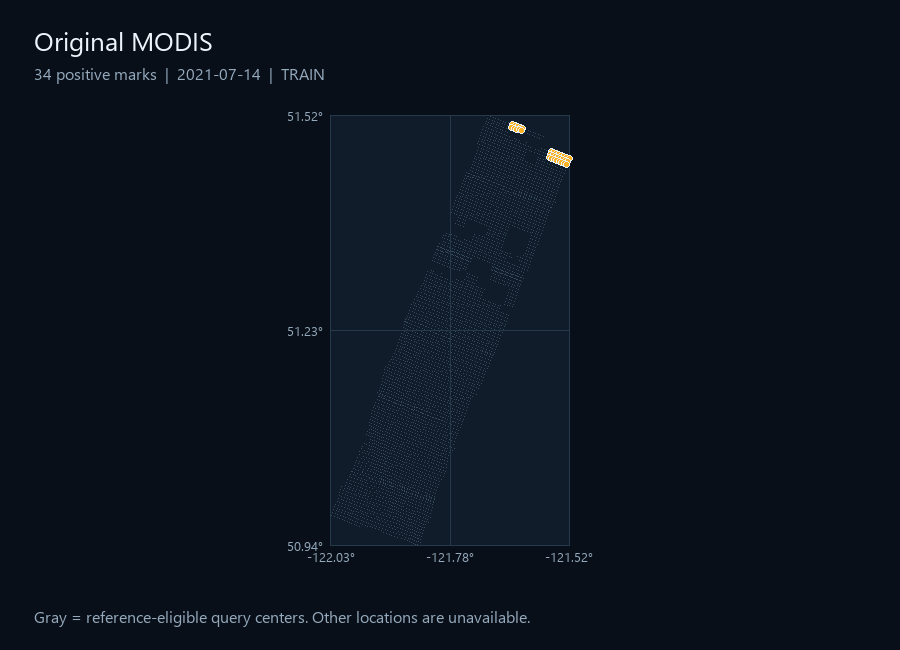 Original MODIS
34 positive marks | 2021-07-14 | TRAIN
51.52°
51.23°
50.94°
-122.03° -121.78° -121.52°
Gray = reference-eligible query centers. Other locations are unavailable.